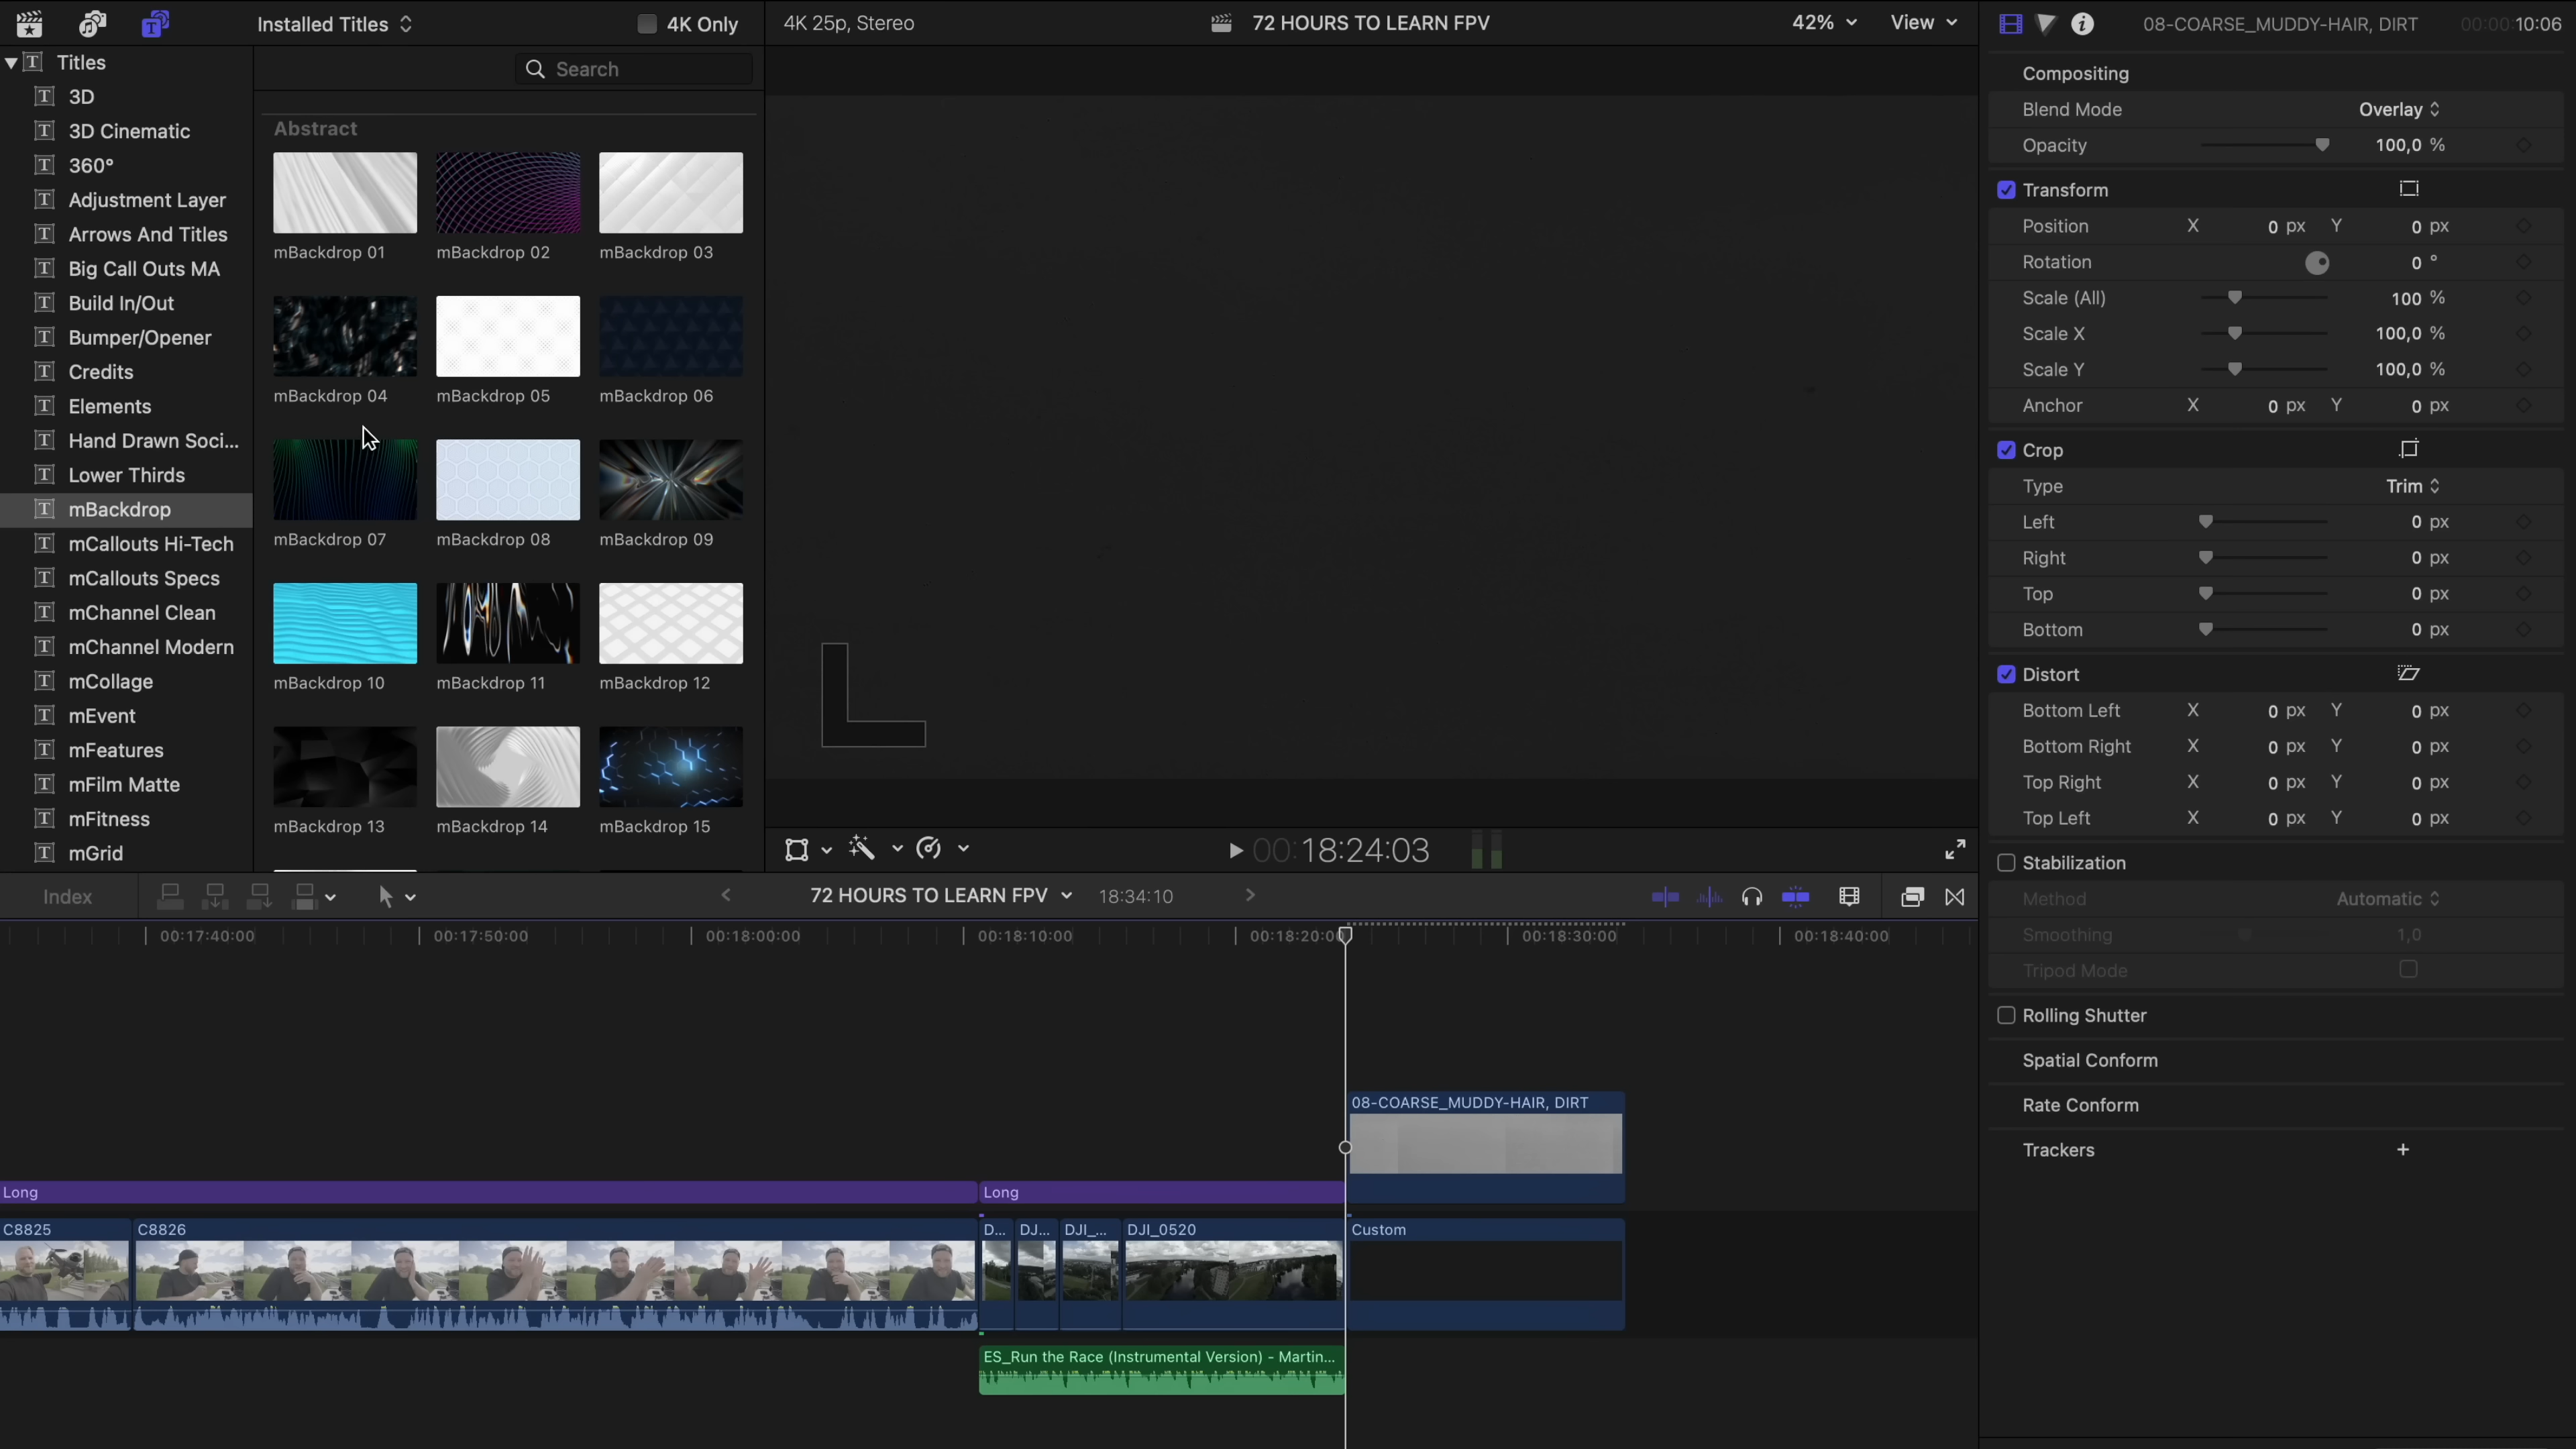 Installed Titles
4K Only
4K 25p, Stereo
72 HOURS TO LEARN FPV
42%
View
08-COARSE_MUDDY-HAIR, DIRT
00:00:10:06
Titles
3D
3D Cinematic
360°
Adjustment Layer
Arrows And Titles
Big Call Outs MA
Build In/Out
Bumper/Opener
Credits
Elements
Hand Drawn Soci...
Lower Thirds
mBackdrop
mCallouts Hi-Tech
mCallouts Specs
mChannel Clean
mChannel Modern
mCollage
mEvent
mFeatures
mFilm Matte
mFitness
mGrid
Search
Abstract
mBackdrop 01
mBackdrop 02
mBackdrop 03
mBackdrop 04
mBackdrop 05
mBackdrop 06
mBackdrop 07
mBackdrop 08
mBackdrop 09
mBackdrop 10
mBackdrop 11
mBackdrop 12
mBackdrop 13
mBackdrop 14
mBackdrop 15
00:18:24:03
Compositing
Blend Mode Overlay
Opacity 100,0 %
Transform
Position X 0 px Y 0 px
Rotation 0 °
Scale (All) 100 %
Scale X 100,0 %
Scale Y 100,0 %
Anchor X 0 px Y 0 px
Crop
Type Trim
Left 0 px
Right 0 px
Top 0 px
Bottom 0 px
Distort
Bottom Left X 0 px Y 0 px
Bottom Right X 0 px Y 0 px
Top Right X 0 px Y 0 px
Top Left X 0 px Y 0 px
Stabilization
Method Automatic
Smoothing 1,0
Tripod Mode
Rolling Shutter
Spatial Conform
Rate Conform
Trackers +
Index
72 HOURS TO LEARN FPV
18:34:10
00:17:40:00
00:17:50:00
00:18:00:00
00:18:10:00
00:18:20:00
00:18:30:00
00:18:40:00
08-COARSE_MUDDY-HAIR, DIRT
Long
Long
C8825
C8826
D...
DJ...
DJI_...
DJI_0520
Custom
ES_Run the Race (Instrumental Version) - Martin...